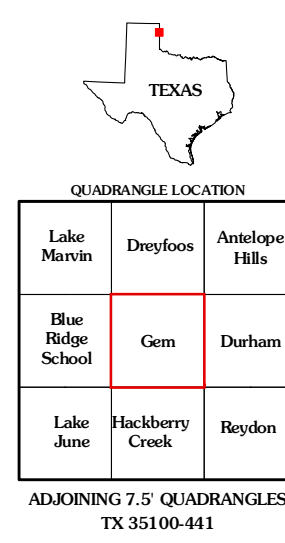 TEXAS
QUADRANGLE LOCATION
Lake Marvin
Dreyfoos
Antelope Hills
Blue Ridge School
Gem
Durham
Lake June
Hackberry Creek
Reydon
ADJOINING 7.5' QUADRANGLES
TX 35100-441